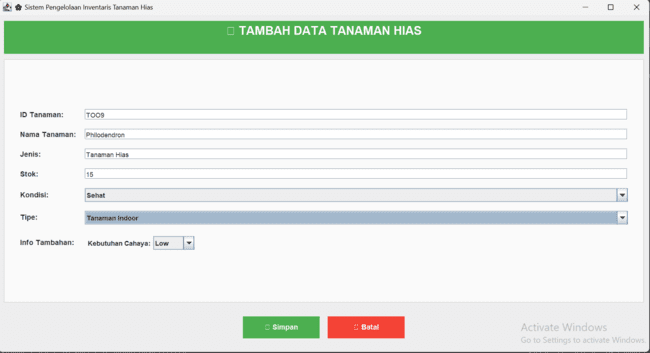 Sistem Pengelolaan Inventaris Tanaman Hias
TAMBAH DATA TANAMAN HIAS
ID Tanaman: TOO9
Nama Tanaman: Philodendron
Jenis: Tanaman Hias
Stok: 15
Kondisi: Sehat
Tipe: Tanaman Indoor
Info Tambahan: Kebutuhan Cahaya: Low
Simpan Batal
Activate Windows
Go to Settings to activate Windows.